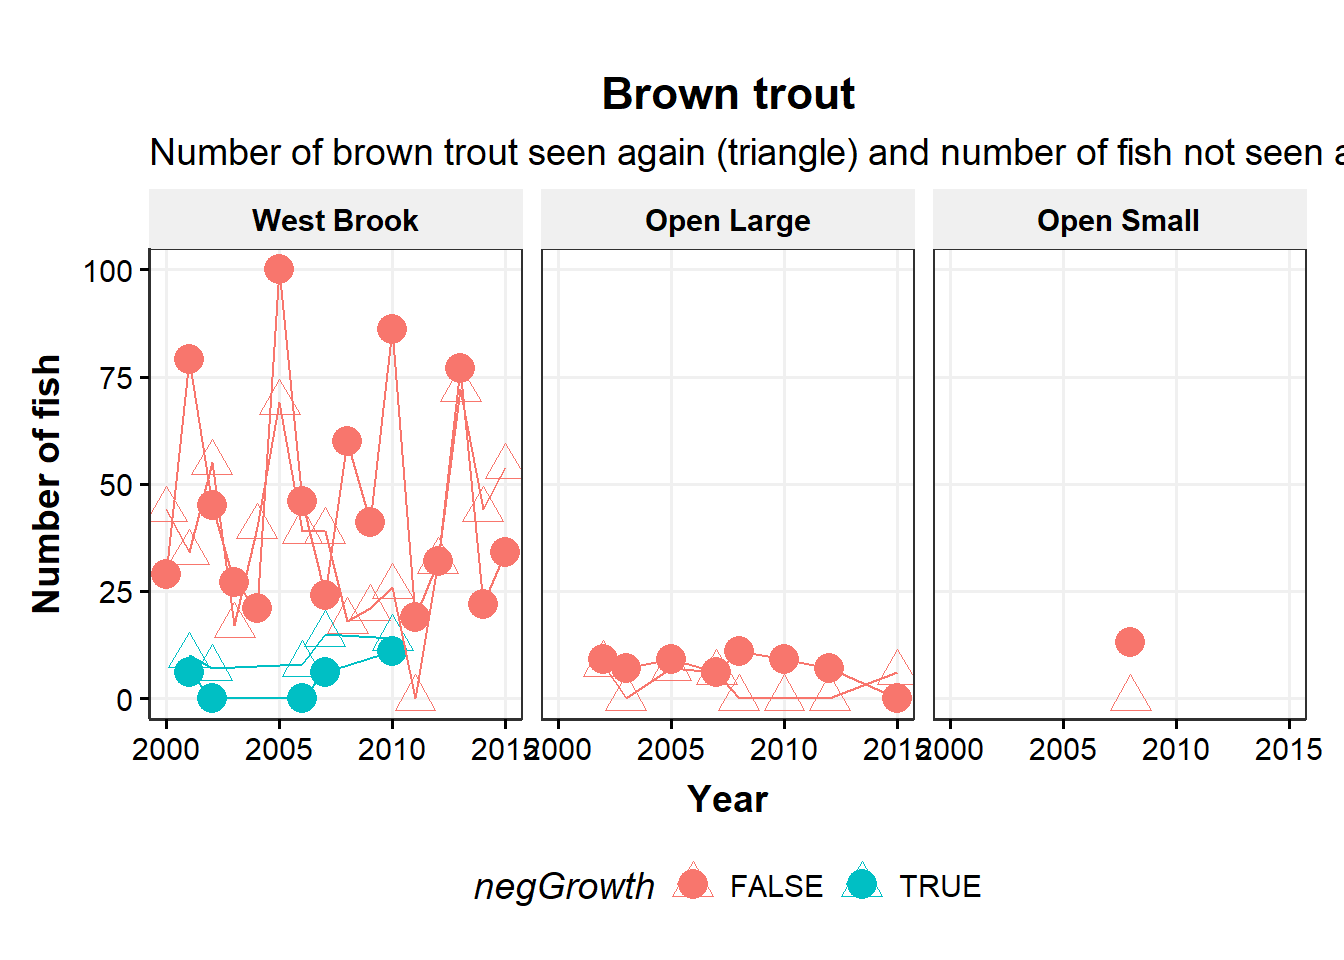 Brown trout
Number of brown trout seen again (triangle) and number of fish not seen
West Brook
Open Large
Open Small
Number of fish
100
75
50
25
0
2000 2005 2010 2015
2000 2005 2010 2015
2000 2005 2010 2015
Year
negGrowth FALSE TRUE